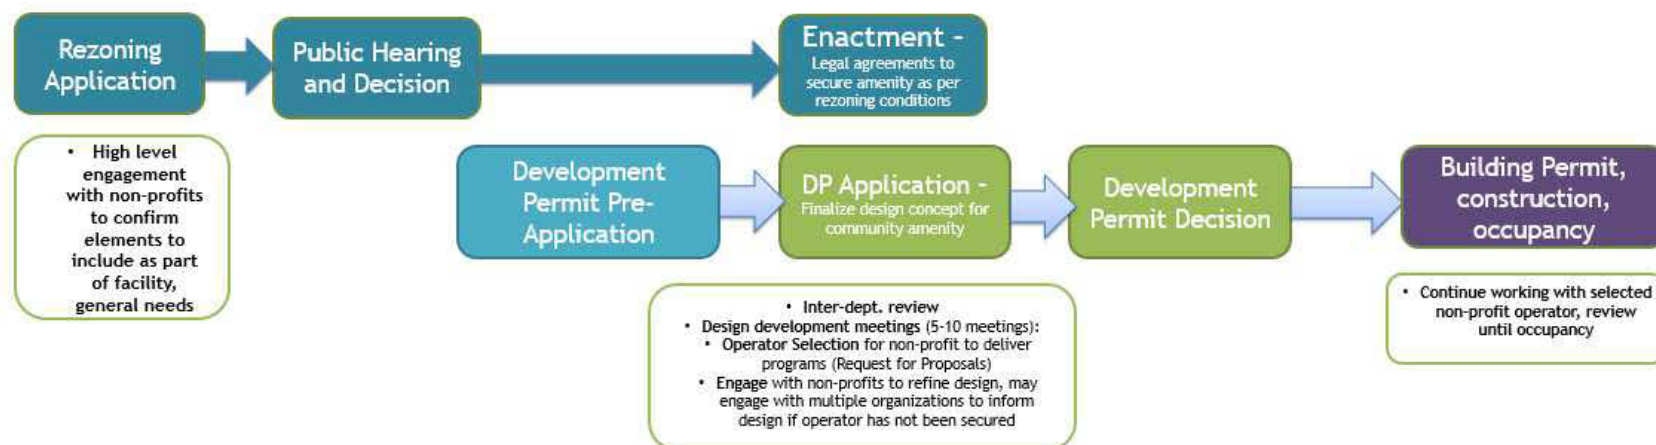 Rezoning
Application
Public Hearing
and Decision
Enactment –
Legal agreements to
secure amenity as per
rezoning conditions
• High level
engagement
with non-profits
to confirm
elements to
include as part
of facility,
general needs
Development
Permit Pre-
Application
DP Application –
Finalize design concept for
community amenity
Development
Permit Decision
Building Permit,
construction,
occupancy
• Inter-dept. review
• Design development meetings (5-10 meetings):
• Operator Selection for non-profit to deliver
programs (Request for Proposals)
• Engage with non-profits to refine design, may
engage with multiple organizations to inform
design if operator has not been secured
• Continue working with selected
non-profit operator, review
until occupancy